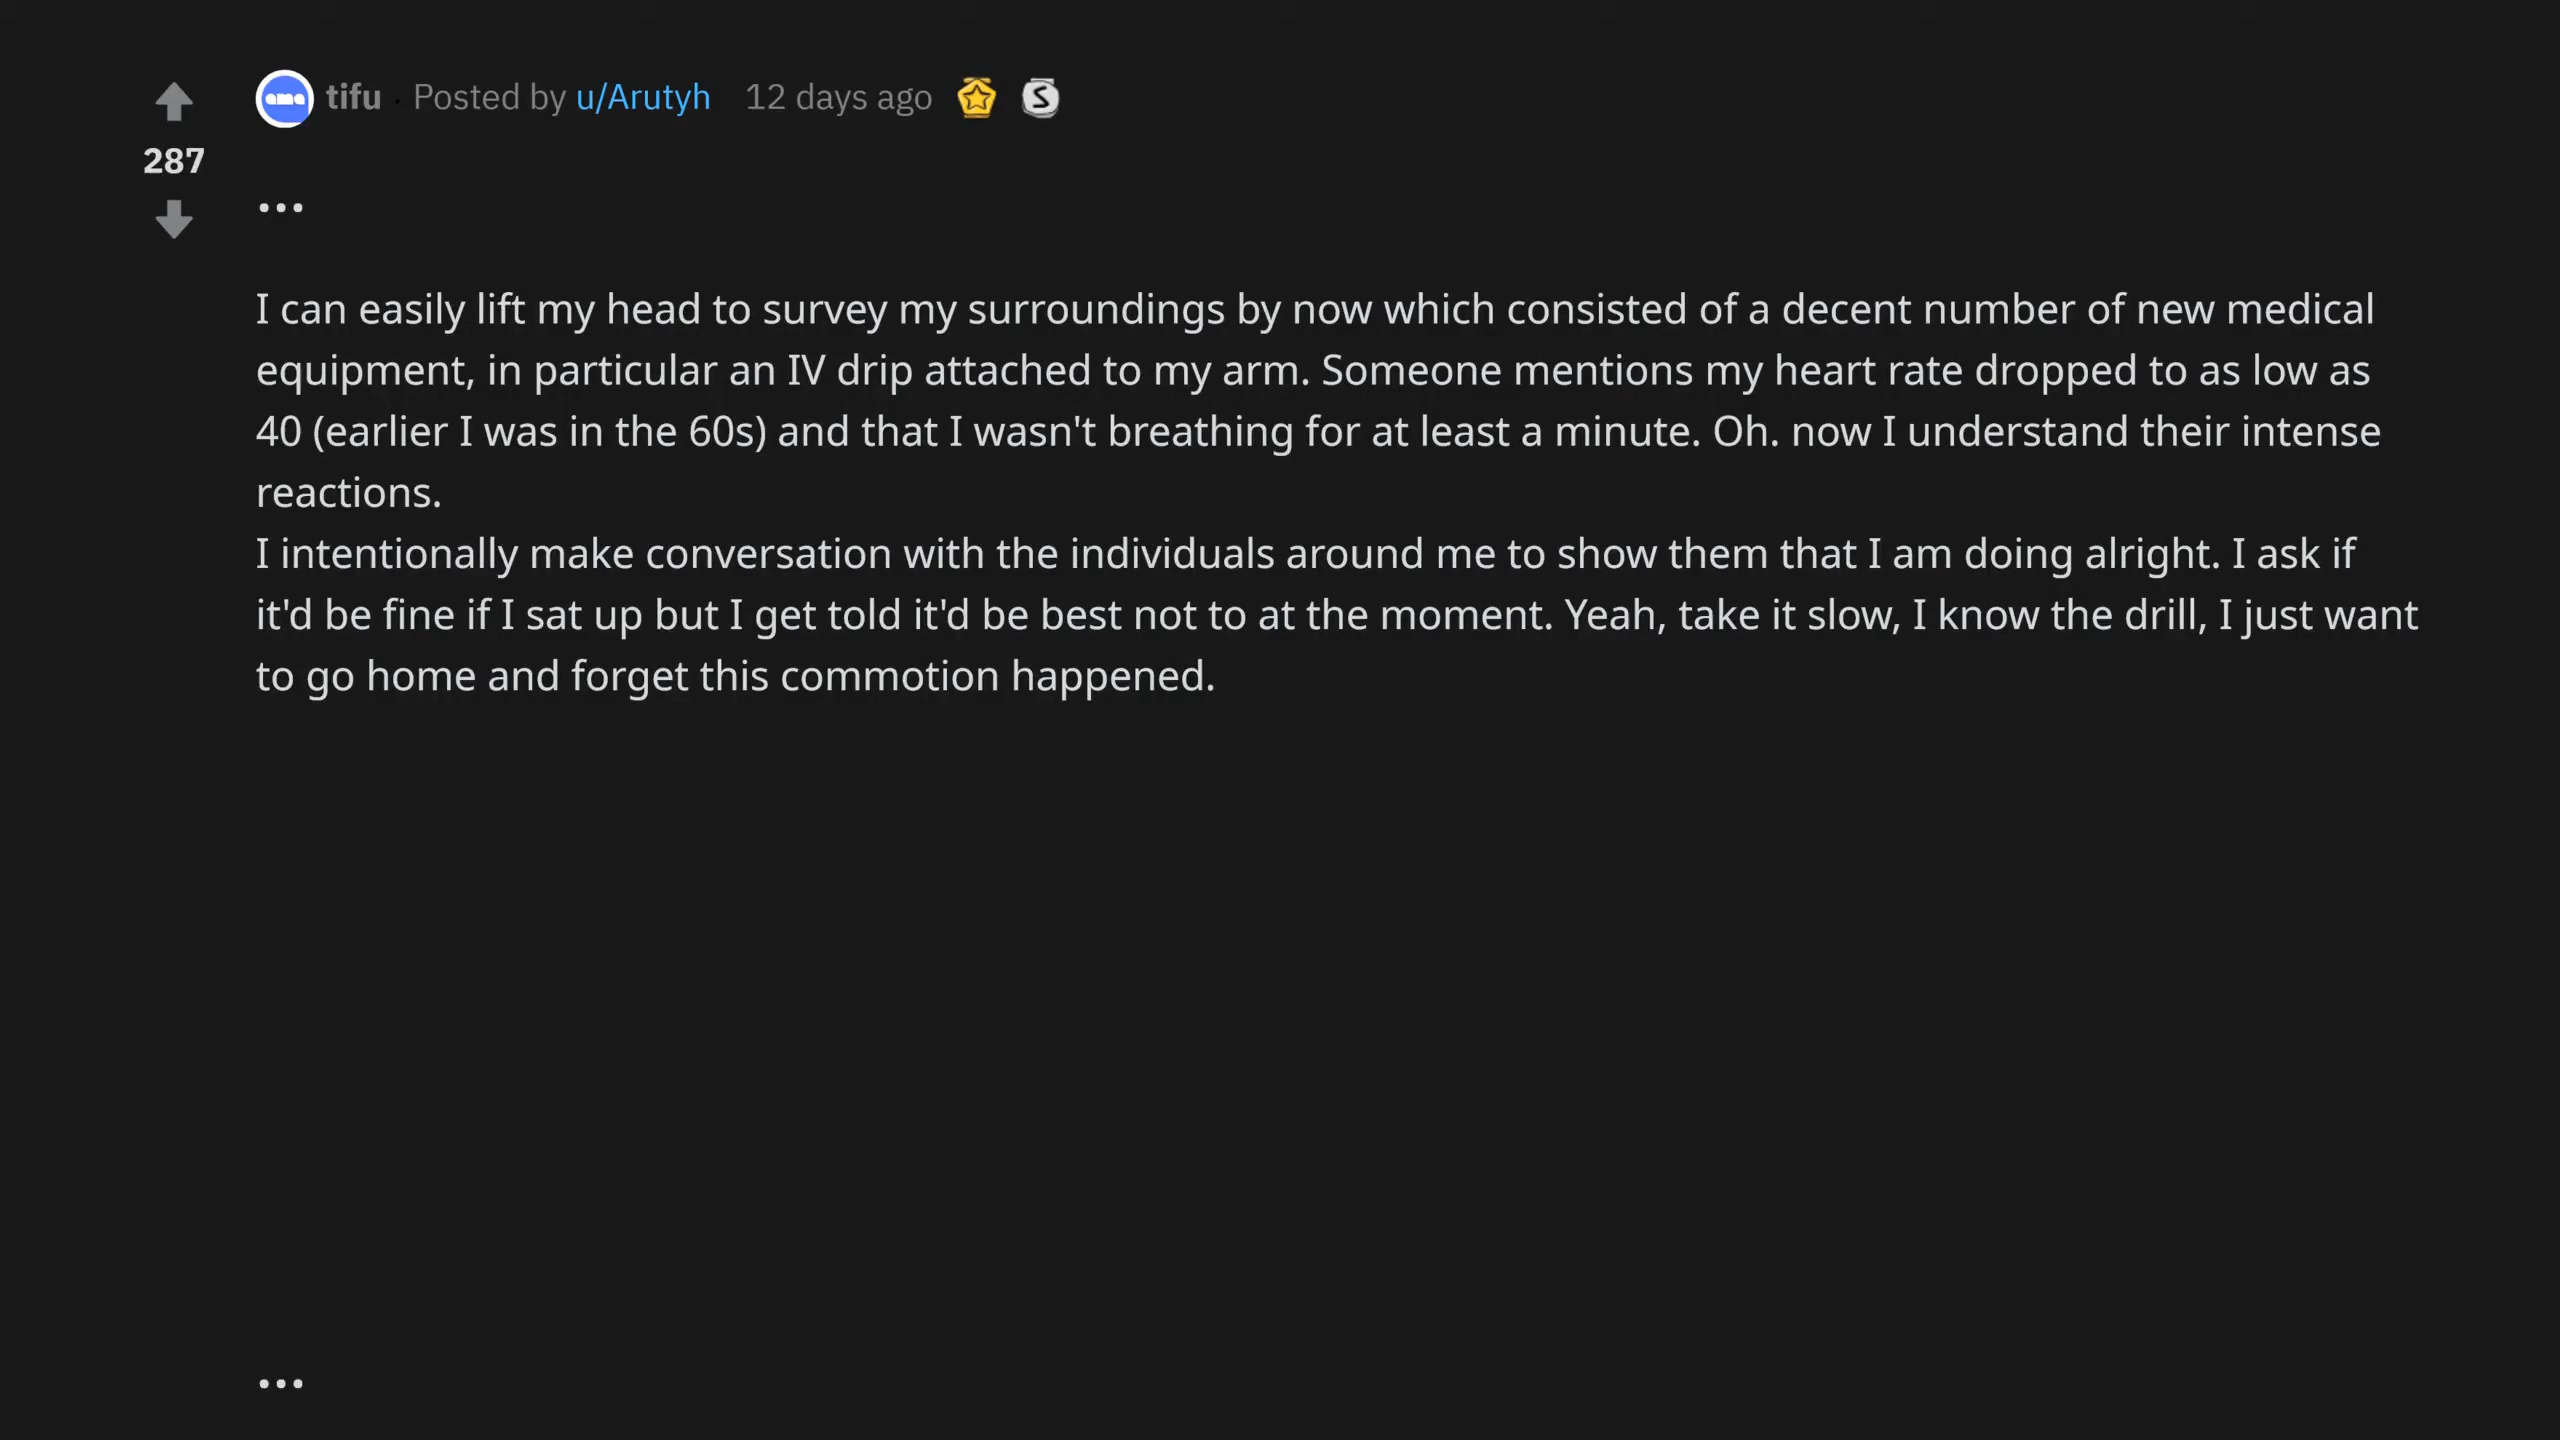 tifu · Posted by u/Arutyh 12 days ago
287
...
I can easily lift my head to survey my surroundings by now which consisted of a decent number of new medical
equipment, in particular an IV drip attached to my arm. Someone mentions my heart rate dropped to as low as
40 (earlier I was in the 60s) and that I wasn't breathing for at least a minute. Oh. now I understand their intense
reactions.
I intentionally make conversation with the individuals around me to show them that I am doing alright. I ask if
it'd be fine if I sat up but I get told it'd be best not to at the moment. Yeah, take it slow, I know the drill, I just want
to go home and forget this commotion happened.
...